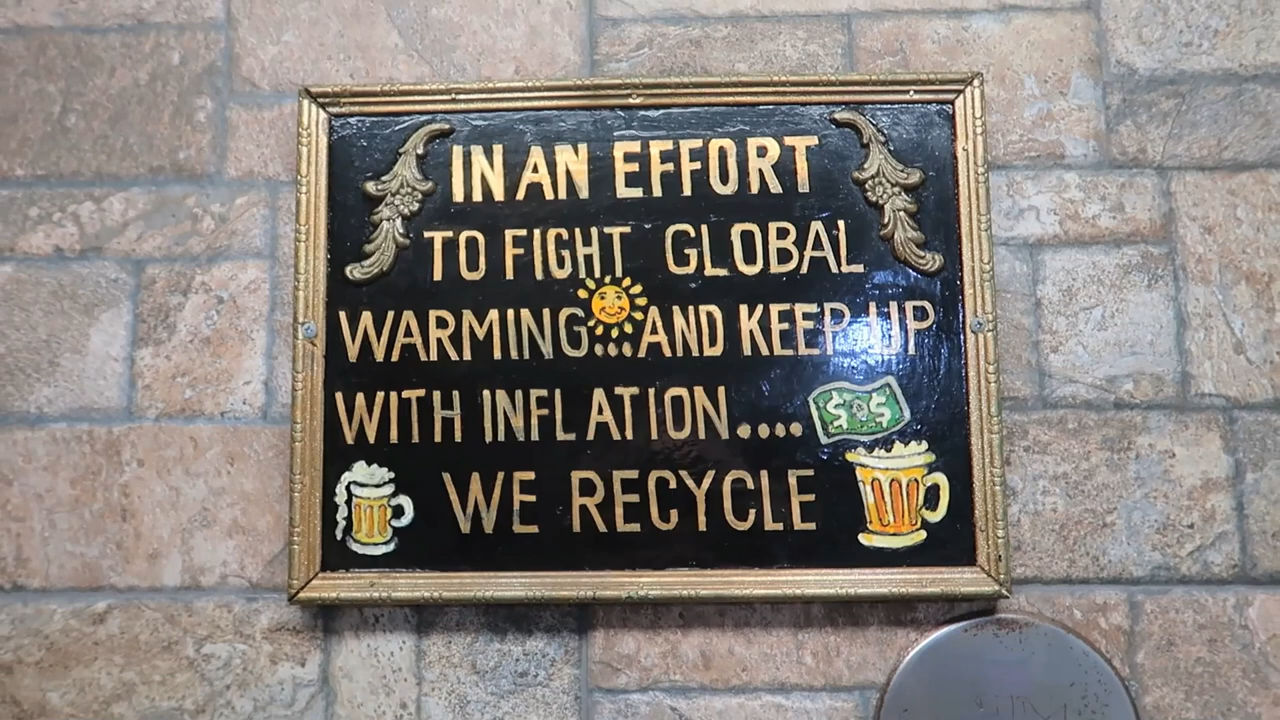 IN AN EFFORT
TO FIGHT GLOBAL
WARMING...AND KEEP UP
WITH INFLATION....
WE RECYCLE